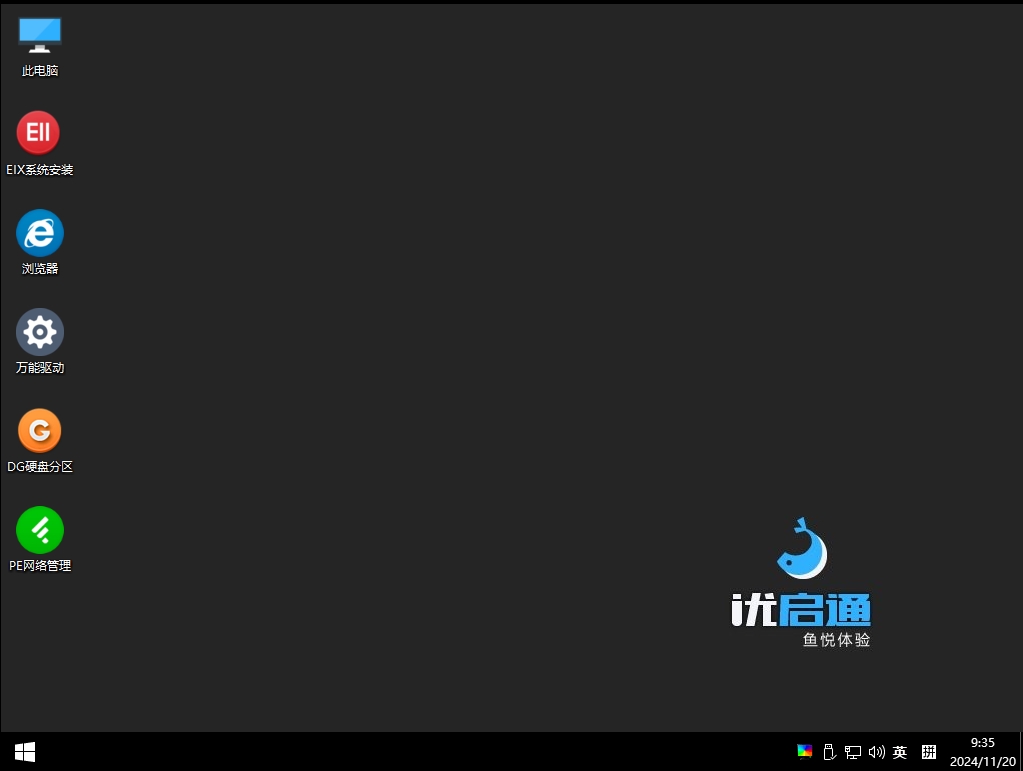 此电脑
EII
EIX系统安装
浏览器
万能驱动
G
DG硬盘分区
PE网络管理
优启通
鱼悦体验
英
拼
9:35
2024/11/20